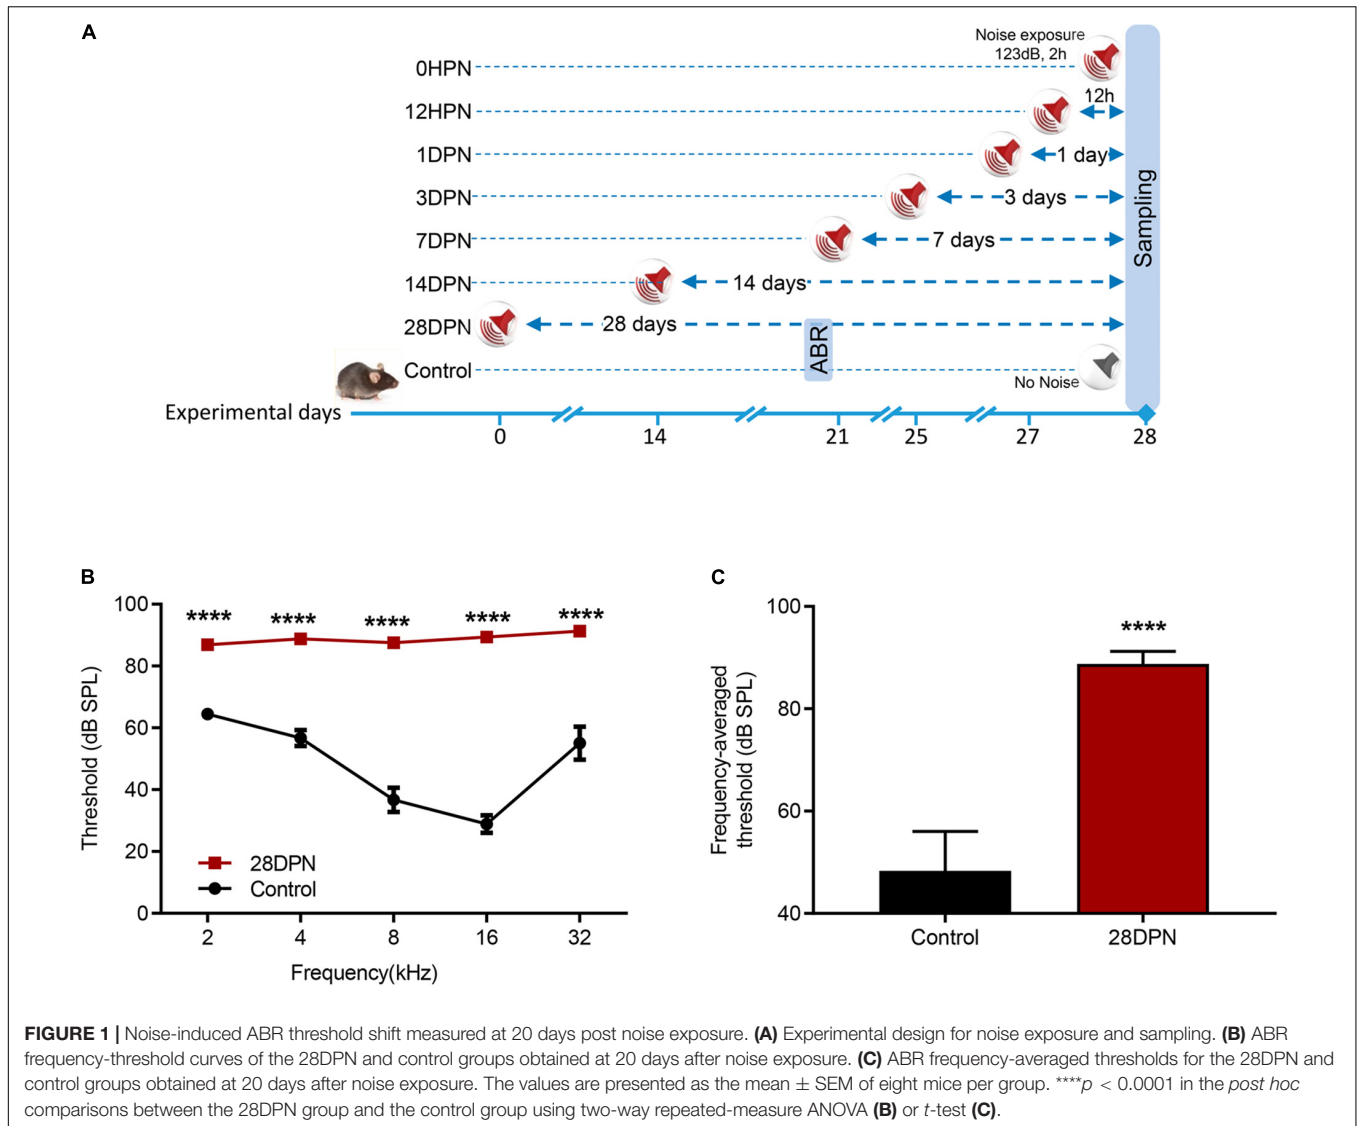 A
Noise exposure
123dB, 2h
0HPN
12h
12HPN
1DPN
1 day
3DPN
3 days
7DPN
7 days
14DPN
14 days
28DPN
28 days
ABR
Sampling
Control
No Noise
Experimental days
0
14
21
25
27
28
B
Threshold (dB SPL)
100
80
60
40
20
0
****
****
****
****
****
28DPN
Control
2
4
8
16
32
Frequency(kHz)
C
Frequency-averaged
threshold (dB SPL)
100
80
60
40
****
Control
28DPN
FIGURE 1 | Noise-induced ABR threshold shift measured at 20 days post noise exposure. (A) Experimental design for noise exposure and sampling. (B) ABR
frequency-threshold curves of the 28DPN and control groups obtained at 20 days after noise exposure. (C) ABR frequency-averaged thresholds for the 28DPN and
control groups obtained at 20 days after noise exposure. The values are presented as the mean ± SEM of eight mice per group. ****p < 0.0001 in the post hoc
comparisons between the 28DPN group and the control group using two-way repeated-measure ANOVA (B) or t-test (C).